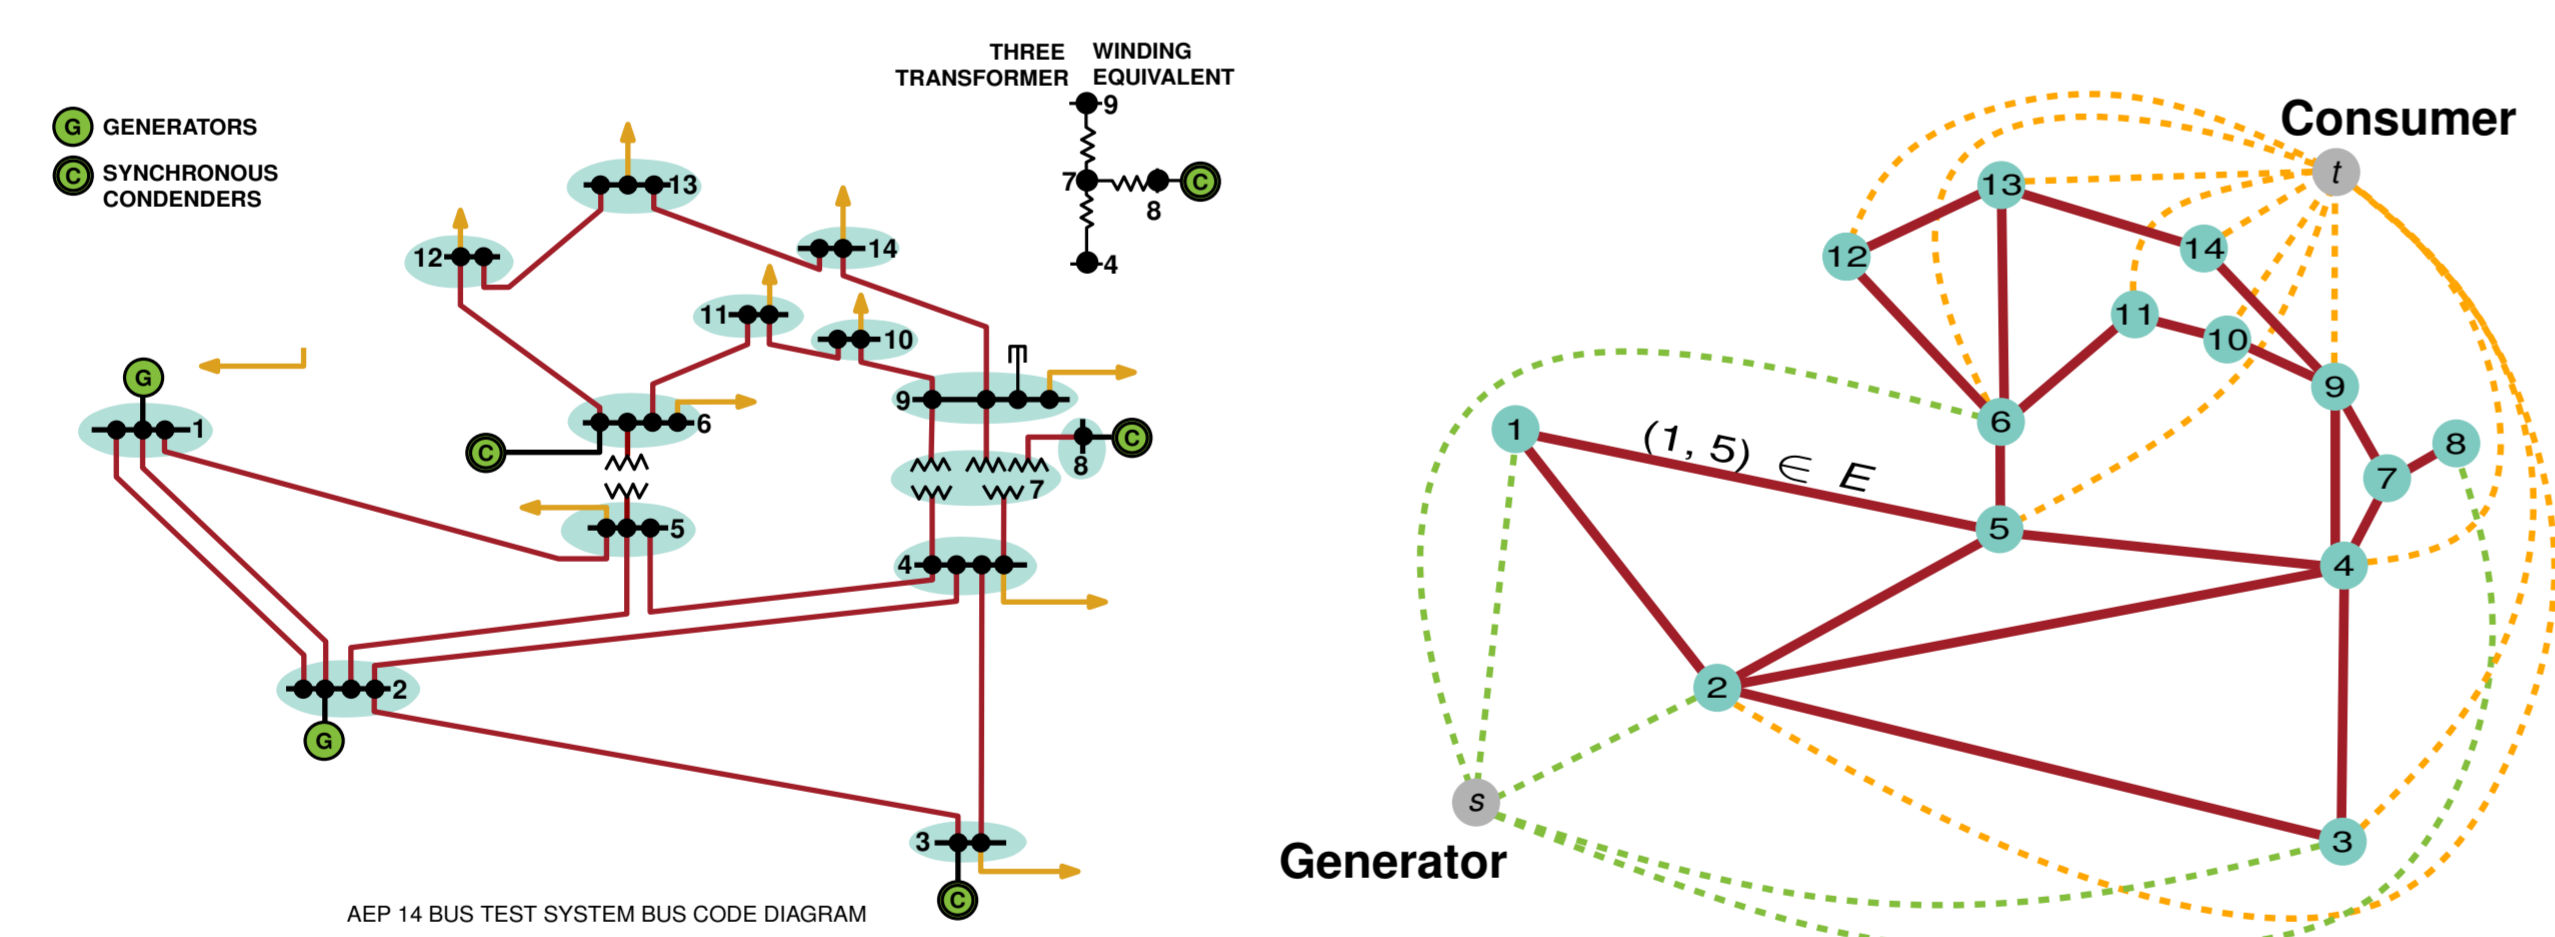 THREE WINDING
TRANSFORMER EQUIVALENT
9
7
8
C
4
G GENERATORS
C SYNCHRONOUS
CONDENDERS
13
12
14
11
10
G
1
9
6
C
8
C
7
5
4
2
G
3
C
AEP 14 BUS TEST SYSTEM BUS CODE DIAGRAM
Consumer
t
13
12
14
11
10
9
6
1
(1, 5) ∈ E
8
7
5
4
2
s
Generator
3